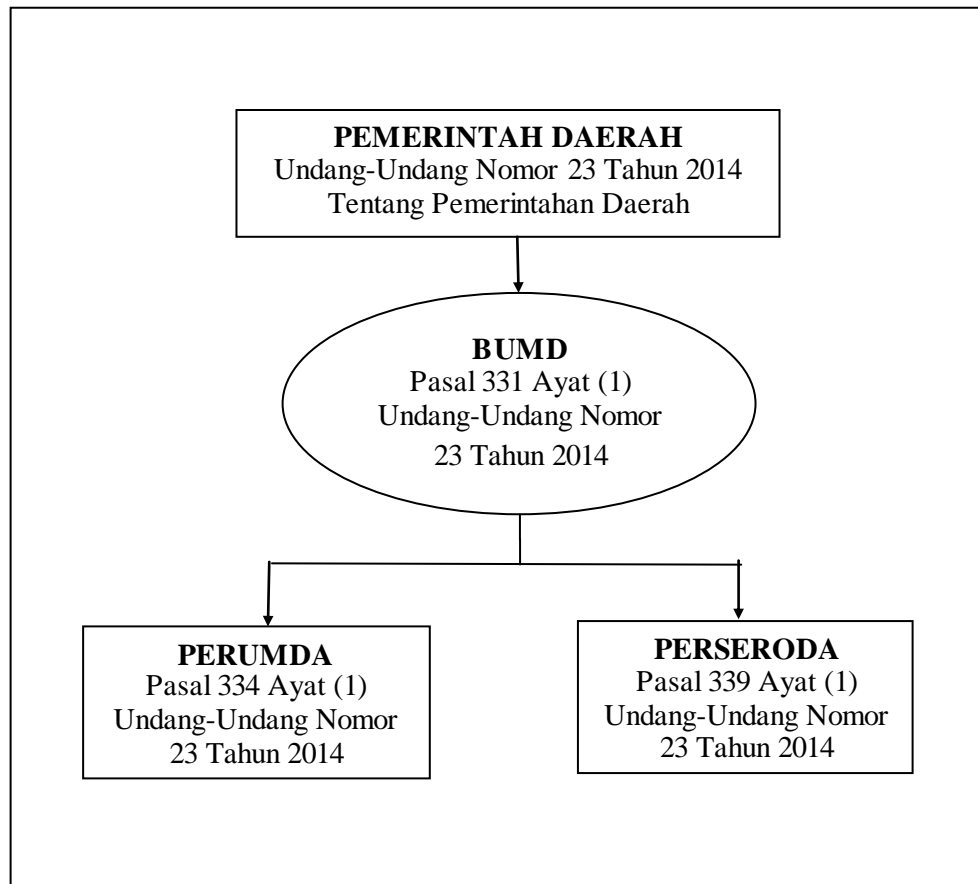 PEMERINTAH DAERAH
Undang-Undang Nomor 23 Tahun 2014
Tentang Pemerintahan Daerah
BUMD
Pasal 331 Ayat (1)
Undang-Undang Nomor
23 Tahun 2014
PERUMDA
Pasal 334 Ayat (1)
Undang-Undang Nomor
23 Tahun 2014
PERSERODA
Pasal 339 Ayat (1)
Undang-Undang Nomor
23 Tahun 2014